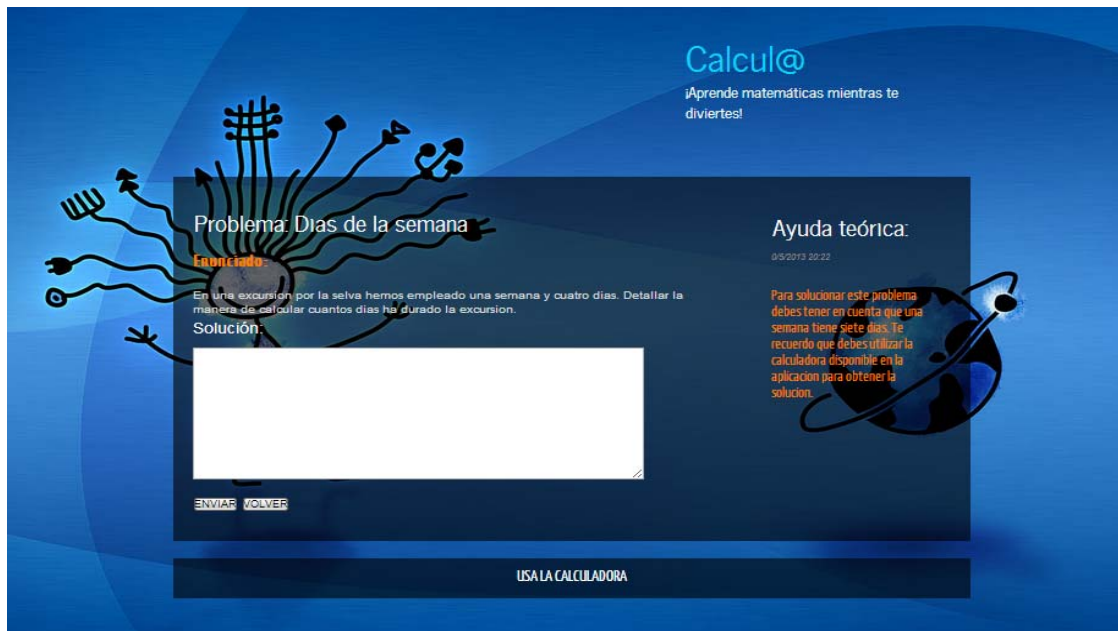 Calcul@
¡Aprende matemáticas mientras te
diviertes!
Problema: Dıas de la semana
Enunciado:
En una excursion por la selva hemos empleado una semana y cuatro dias. Detallar la
manera de calcular cuantos dias ha durado la excursion.
Solución:
ENVIAR VOLVER
Ayuda teórica:
0/5/2013 20:22
Para solucionar este problema
debes tener en cuenta que una
semana tiene siete dias. Te
recuerdo que debes utilizar la
calculadora disponible en la
aplicacion para obtener la
solucion.
USA LA CALCULADORA